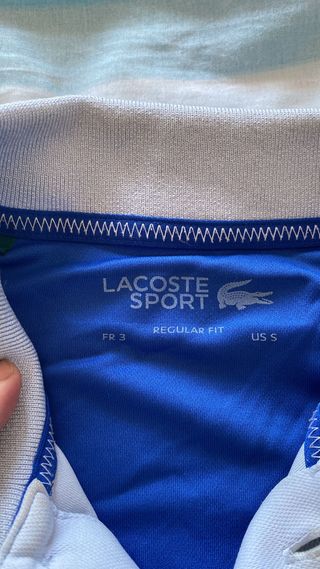 LACOSTE
SPORT
REGULAR FIT
FR 3
US S